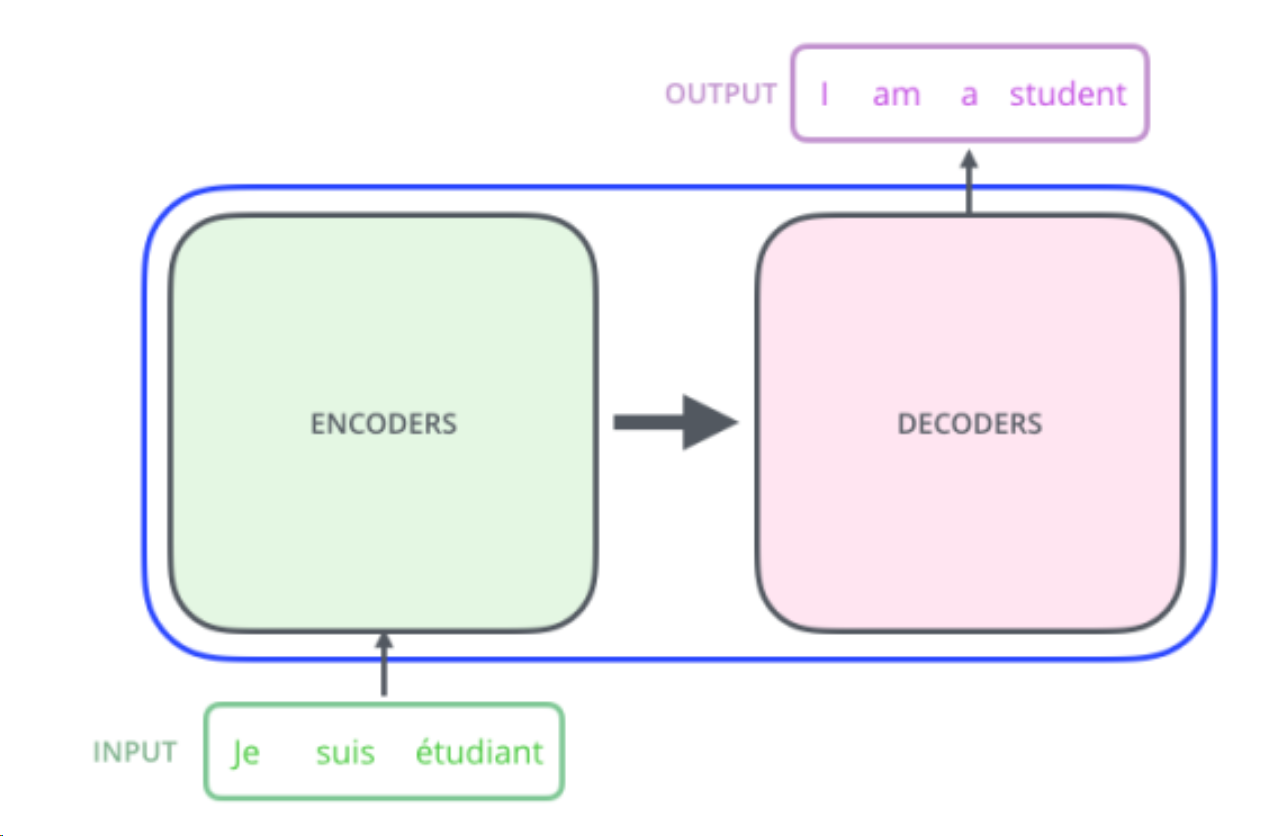 OUTPUT I am a student
ENCODERS DECODERS
INPUT Je suis étudiant